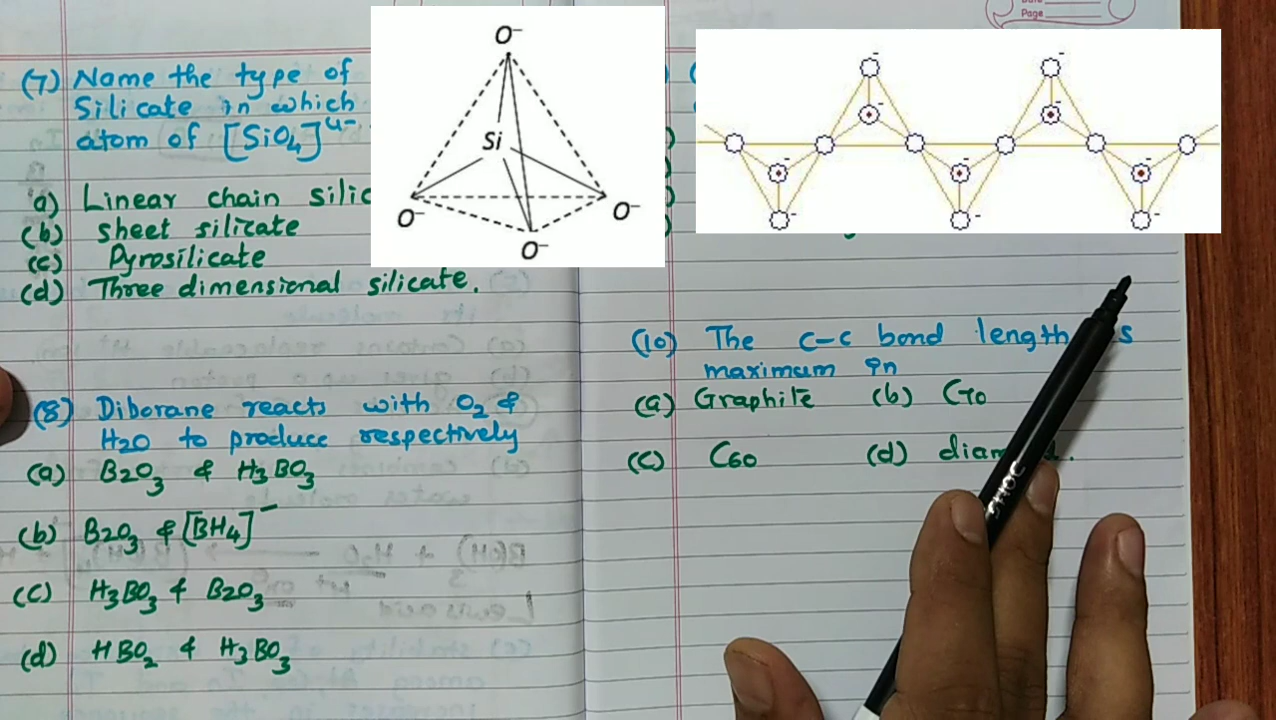 (7) Name the type of
Silicate in which
atom of [SiO4]4-
a) Linear chain silic
(b) sheet silicate
(c) Pyrosilicate
(d) Three dimensional silicate.
(8) Diborane reacts with O2 &
H2O to produce respectively
(a) B2O3 & H3BO3
(b) B2O3 & [BH4]-
(c) H3BO3 & B2O3
(d) HBO2 & H3BO3
O-
Si
O-
O-
O-
Page
(10) The C-C bond length is
maximum in
(a) Graphite (b) C70
(c) C60 (d) diamond.